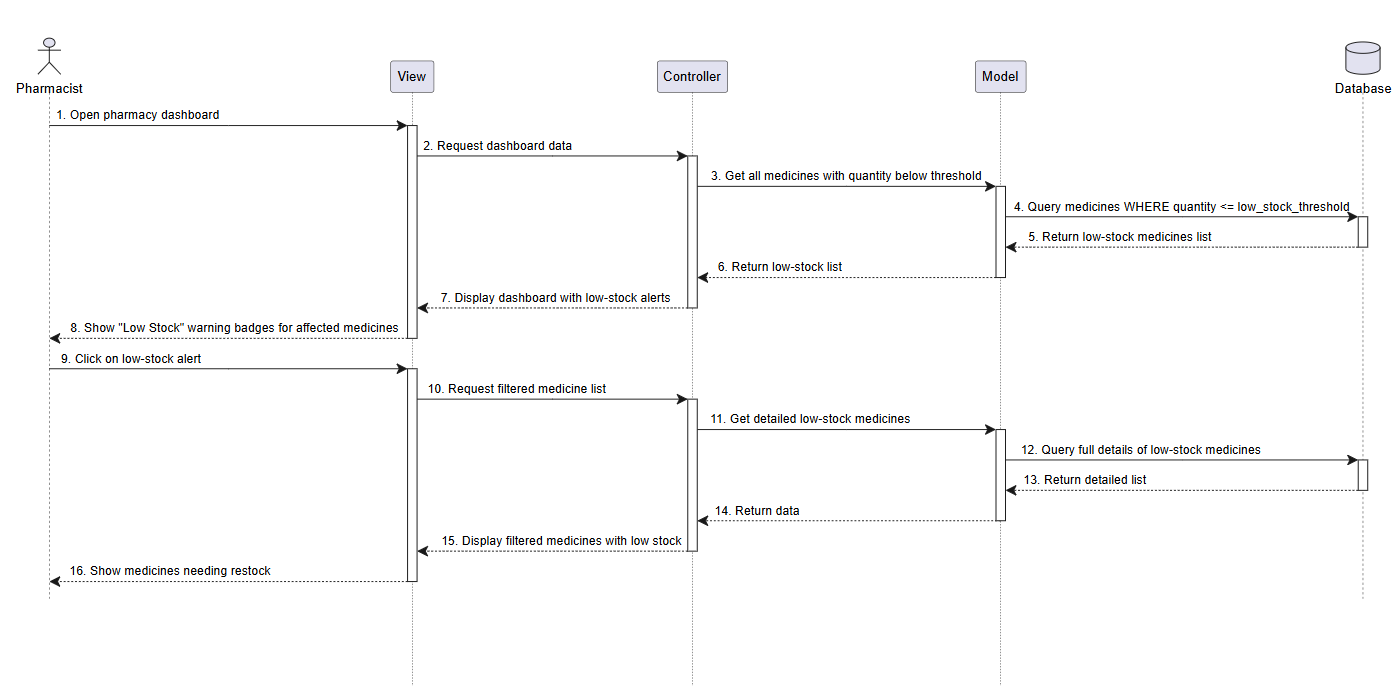 Pharmacist
View
Controller
Model
Database
1. Open pharmacy dashboard
2. Request dashboard data
3. Get all medicines with quantity below threshold
4. Query medicines WHERE quantity <= low_stock_threshold
5. Return low-stock medicines list
6. Return low-stock list
7. Display dashboard with low-stock alerts
8. Show "Low Stock" warning badges for affected medicines
9. Click on low-stock alert
10. Request filtered medicine list
11. Get detailed low-stock medicines
12. Query full details of low-stock medicines
13. Return detailed list
14. Return data
15. Display filtered medicines with low stock
16. Show medicines needing restock